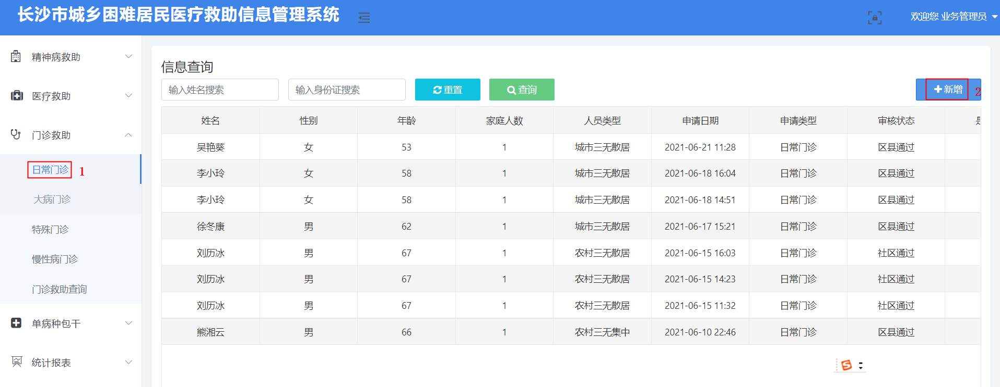 长沙市城乡困难居民医疗救助信息管理系统
欢迎您 业务管理员
精神病救助
医疗救助
门诊救助
日常门诊 1
大病门诊
特殊门诊
慢性病门诊
门诊救助查询
单病种包干
统计报表
信息查询
输入姓名搜索 输入身份证搜索 重置 查询 新增 2
姓名 性别 年龄 家庭人数 人员类型 申请日期 申请类型 审核状态
吴艳葵 女 53 1 城市三无散居 2021-06-21 11:28 日常门诊 区县通过
李小玲 女 58 1 城市三无散居 2021-06-18 16:04 日常门诊 区县通过
李小玲 女 58 1 城市三无散居 2021-06-18 14:51 日常门诊 区县通过
徐冬康 男 62 1 城市三无散居 2021-06-17 15:21 日常门诊 区县通过
刘历冰 男 67 1 农村三无散居 2021-06-15 16:03 日常门诊 社区通过
刘历冰 男 67 1 农村三无散居 2021-06-15 14:23 日常门诊 社区通过
刘历冰 男 67 1 农村三无散居 2021-06-15 11:32 日常门诊 社区通过
熊湘云 男 66 1 农村三无集中 2021-06-10 22:46 日常门诊 区县通过